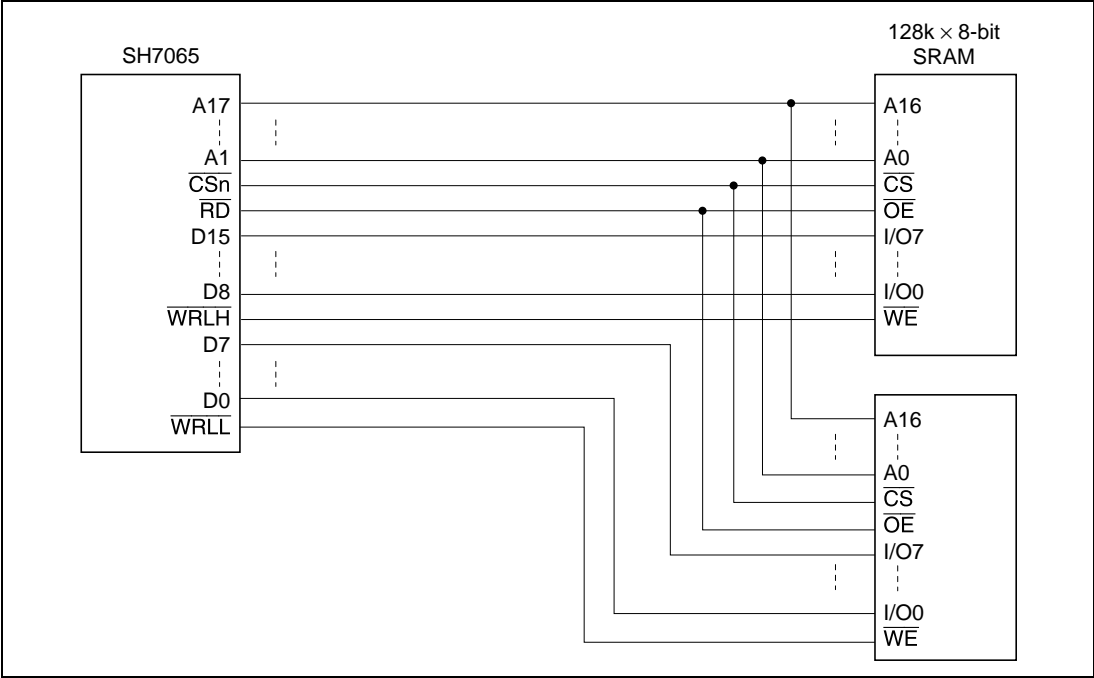 SH7065
A17
A1
CSn
RD
D15
D8
WRLH
D7
D0
WRLL
128k × 8-bit
SRAM
A16
A0
CS
OE
I/O7
I/O0
WE
A16
A0
CS
OE
I/O7
I/O0
WE